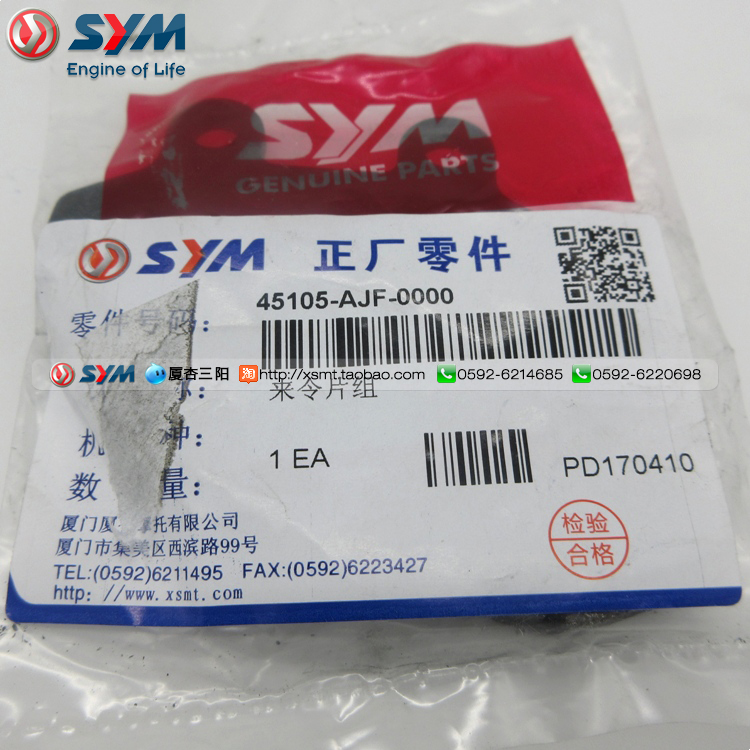 SYM
Engine of Life
SYM
GENUINE PARTS
SYM 正厂零件
45105-AJF-0000
零件号码:
SYM 厦杏三阳 淘 http://xsmt.taobao.com 0592-6214685 0592-6220698
来令片组
机 种:
数 量: 1 EA PD170410
厦门厦 摩托有限公司
厦门市集美区西滨路99号
TEL:(0592)6211495 FAX:(0592)6223427
http: //www.xsmt.com
检验
合格